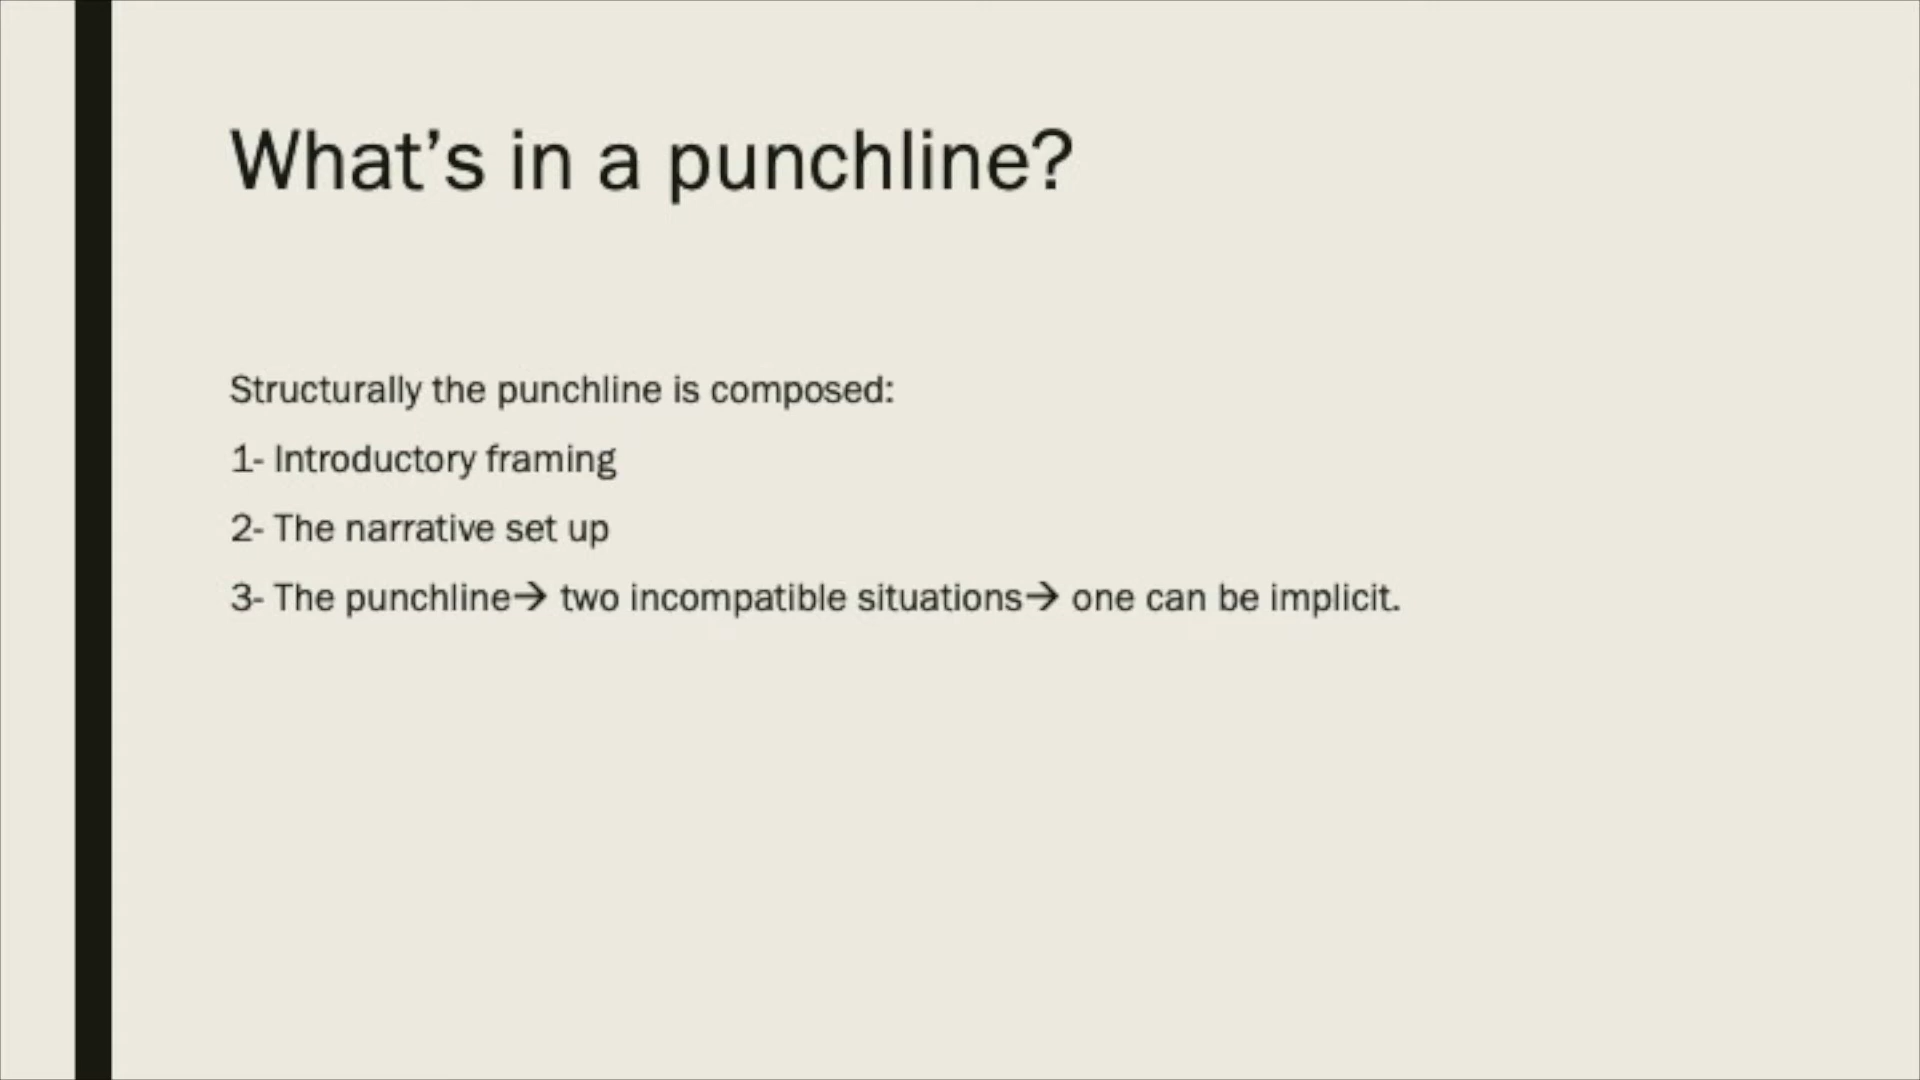 What’s in a punchline?
Structurally the punchline is composed:
1- Introductory framing
2- The narrative set up
3- The punchline→ two incompatible situations→ one can be implicit.